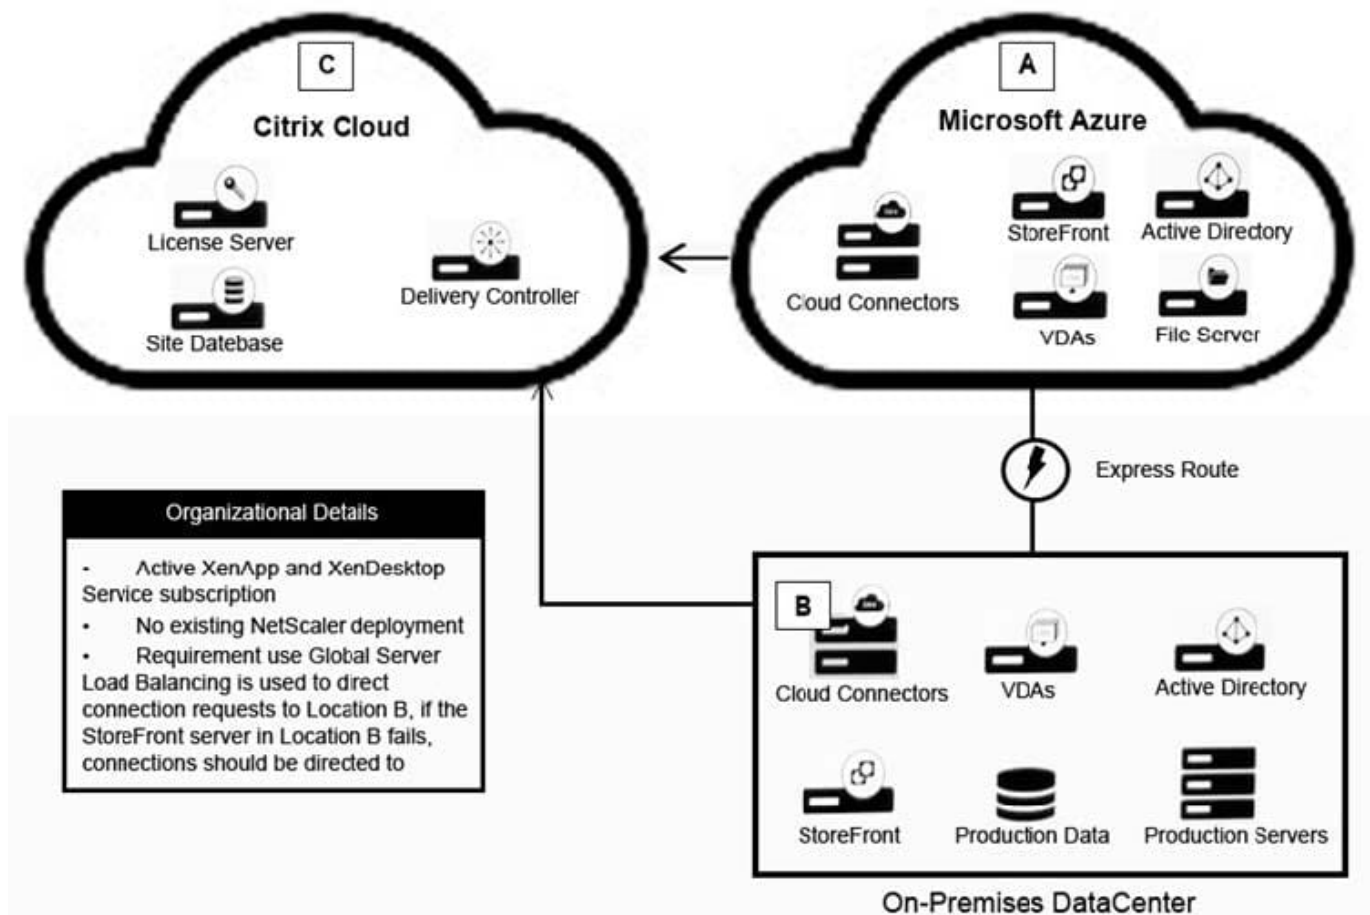 C
Citrix Cloud
License Server
Delivery Controller
Site Datebase
A
Microsoft Azure
StoreFront
Active Directory
Cloud Connectors
VDAs
File Server
Express Route
Organizational Details
- Active XenApp and XenDesktop
Service subscription
- No existing NetScaler deployment
- Requirement use Global Server
Load Balancing is used to direct
connection requests to Location B, if the
StoreFront server in Location B fails,
connections should be directed to
B
Cloud Connectors
VDAs
Active Directory
StoreFront
Production Data
Production Servers
On-Premises DataCenter